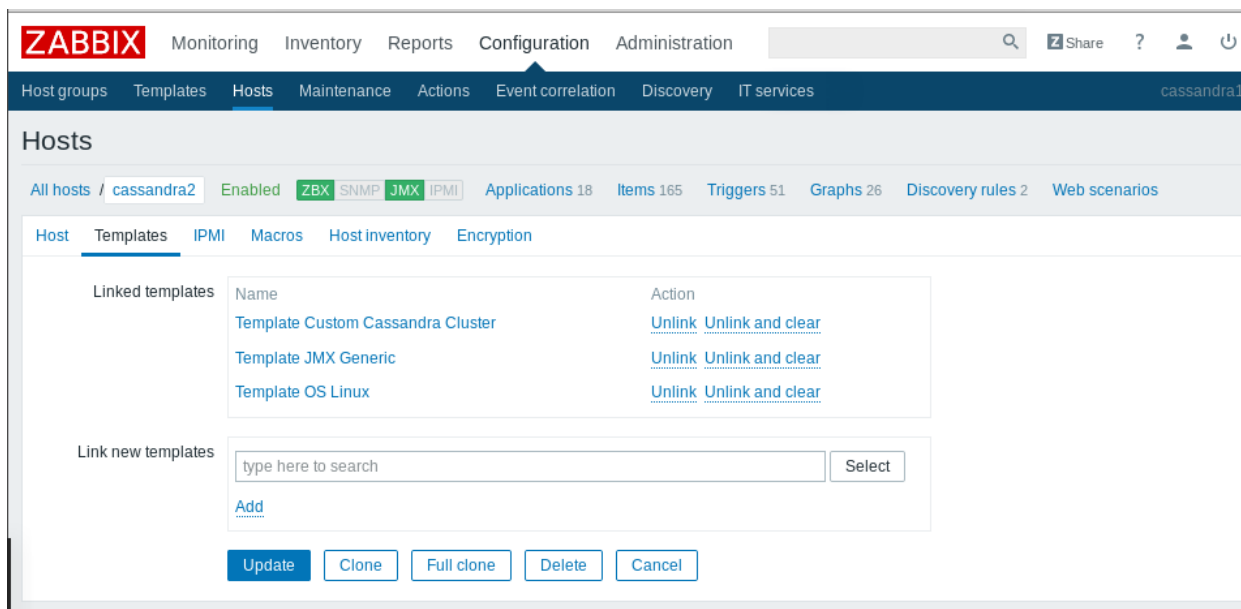 ZABBIX Monitoring Inventory Reports Configuration Administration Z Share ?
Host groups Templates Hosts Maintenance Actions Event correlation Discovery IT services cassandra1
Hosts
All hosts / cassandra2 Enabled ZBX SNMP JMX IPMI Applications 18 Items 165 Triggers 51 Graphs 26 Discovery rules 2 Web scenarios
Host Templates IPMI Macros Host inventory Encryption
Linked templates Name Action
Template Custom Cassandra Cluster Unlink Unlink and clear
Template JMX Generic Unlink Unlink and clear
Template OS Linux Unlink Unlink and clear
Link new templates
type here to search Select
Add
Update Clone Full clone Delete Cancel